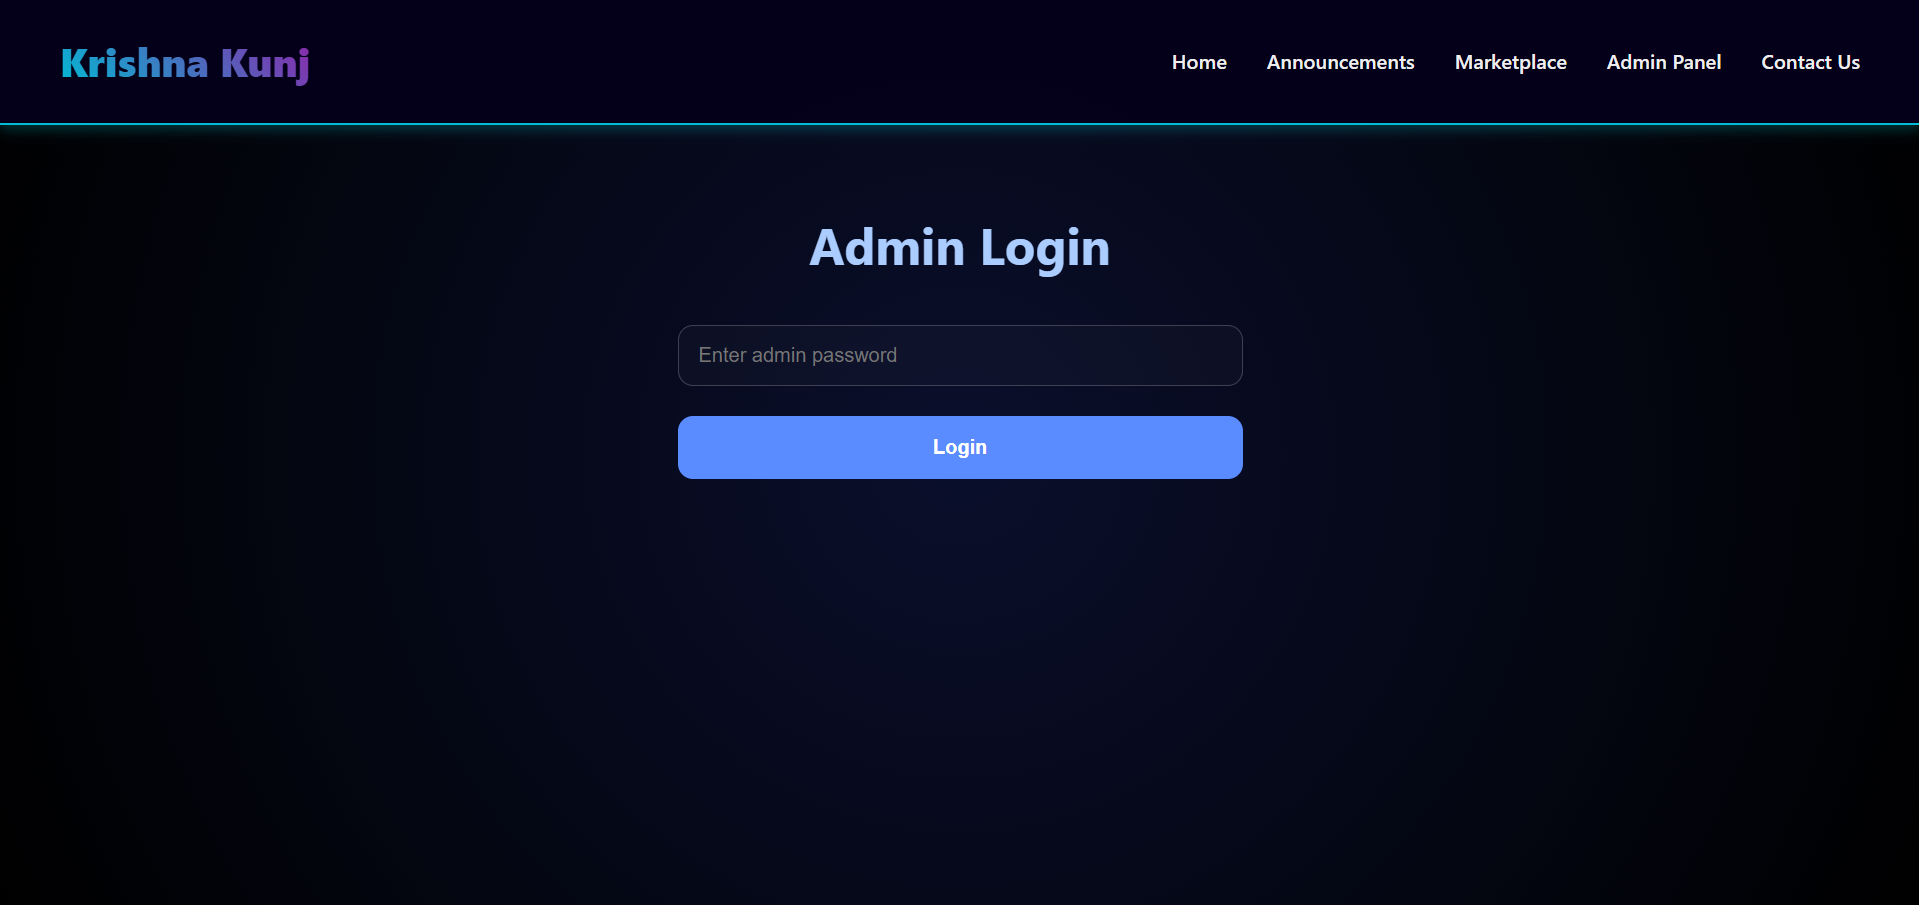 Krishna Kunj
Home Announcements Marketplace Admin Panel Contact Us
Admin Login
Enter admin password
Login